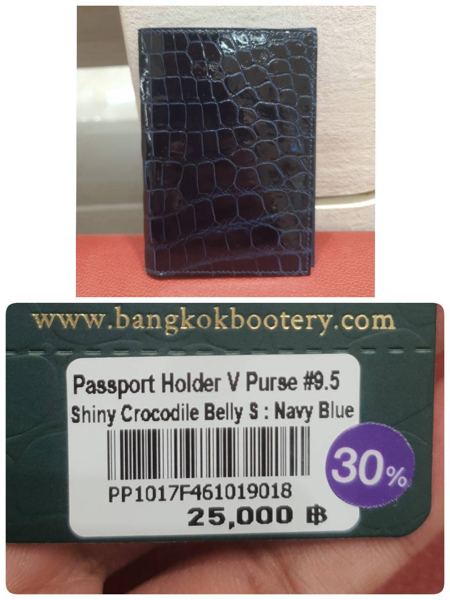 www.bangkokbootery.com
Passport Holder V Purse #9.5
Shiny Crocodile Belly S : Navy Blue
30%
PP1017F461019018
25,000 ฿